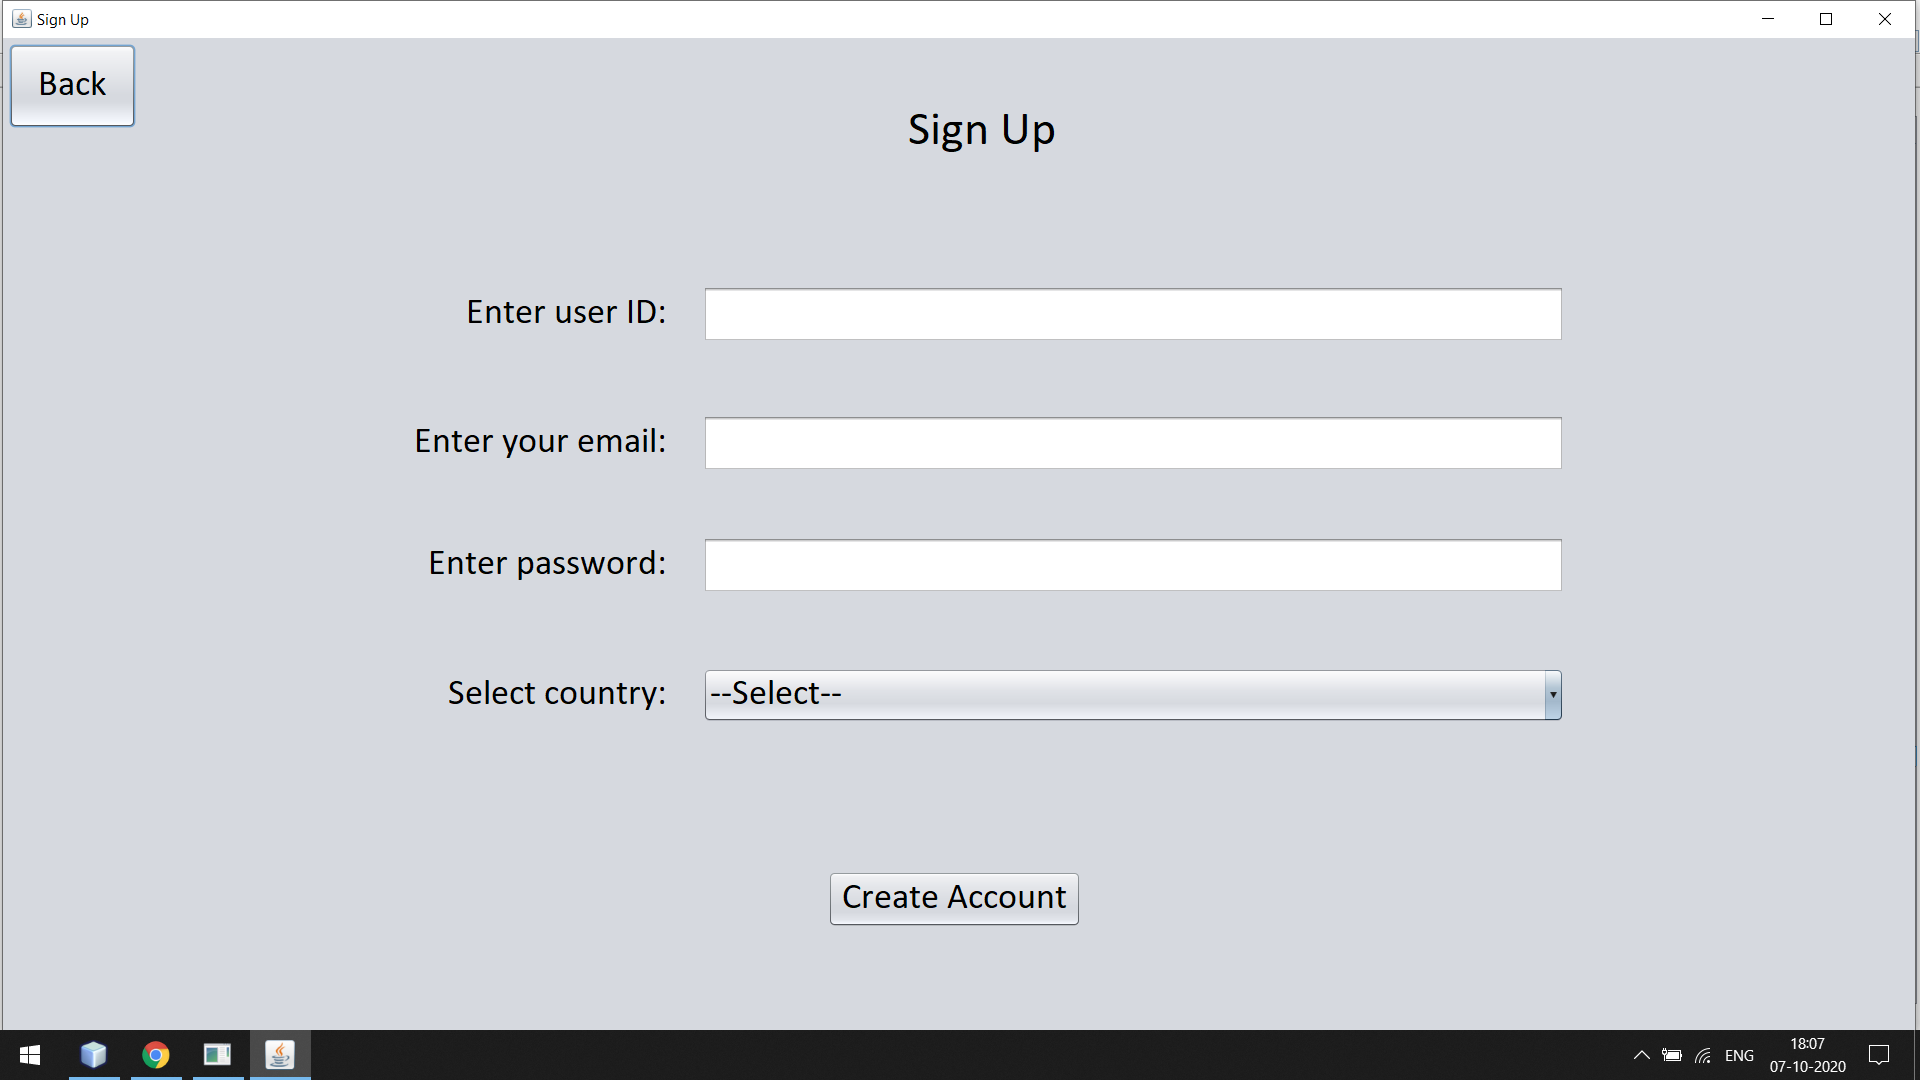 Sign Up
Back
Sign Up
Enter user ID:
Enter your email:
Enter password:
Select country:
--Select--
Create Account
ENG
18:07
07-10-2020